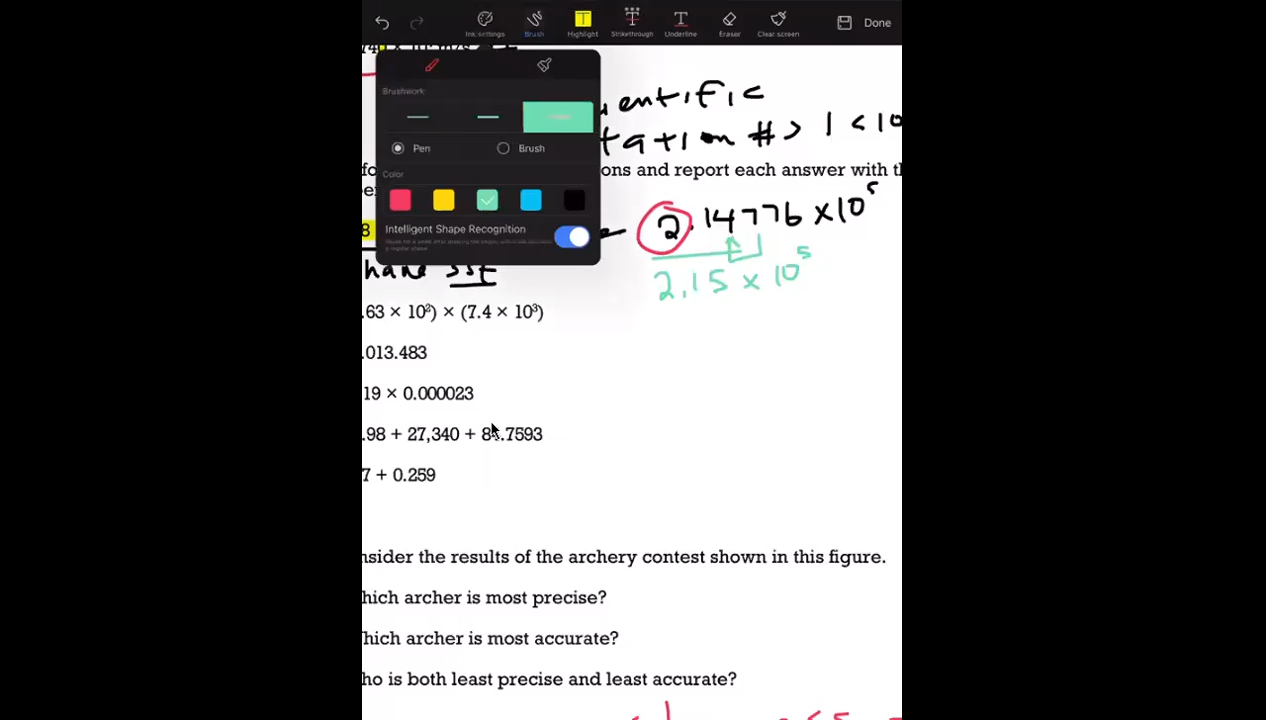 Ink settings Brush Highlight Strikethrough Underline Eraser Clear screen Done
Brushwork
Pen Brush
Color
Intelligent Shape Recognition
entific
tation # > 1 < 10
ons and report each answer with th
8
2.14776 x 10⁵
2.15 x 10⁵
have SSF
.63 × 10²) × (7.4 × 10³)
.013.483
19 × 0.000023
.98 + 27,340 + 8 .7593
7 + 0.259
nsider the results of the archery contest shown in this figure.
hich archer is most precise?
hich archer is most accurate?
ho is both least precise and least accurate?